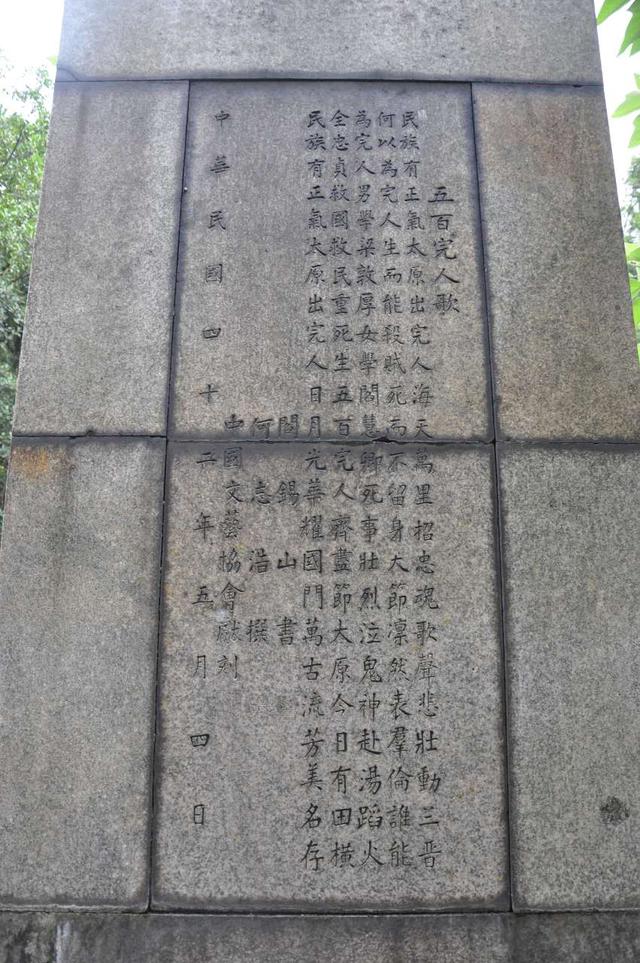 五百完人歌
民族有正氣太原出完人海天萬里招忠魂歌聲悲壯動三晉
何以為完人生而能殺賊死而不留身大節凛然表羣倫誰能
為完人男學梁敦厚女學閻慧卿死事壯烈泣鬼神赴湯蹈火
全忠貞救國救民重死生五百完人齊盡節太原今日有田橫
民族有正氣太原出完人日月光華耀國門萬古流芳美名存
閻錫山書
何志浩撰
中國文藝協會獻刻
中華民國四十二年五月四日